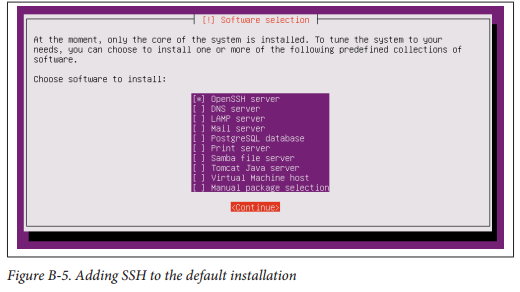 [!] Software selection
At the moment, only the core of the system is installed. To tune the system to your
needs, you can choose to install one or more of the following predefined collections of
software.
Choose software to install:
[*] OpenSSH server
[ ] DNS server
[ ] LAMP server
[ ] Mail server
[ ] PostgreSQL database
[ ] Print server
[ ] Samba file server
[ ] Tomcat Java server
[ ] Virtual Machine host
[ ] Manual package selection
<Continue>
Figure B-5. Adding SSH to the default installation